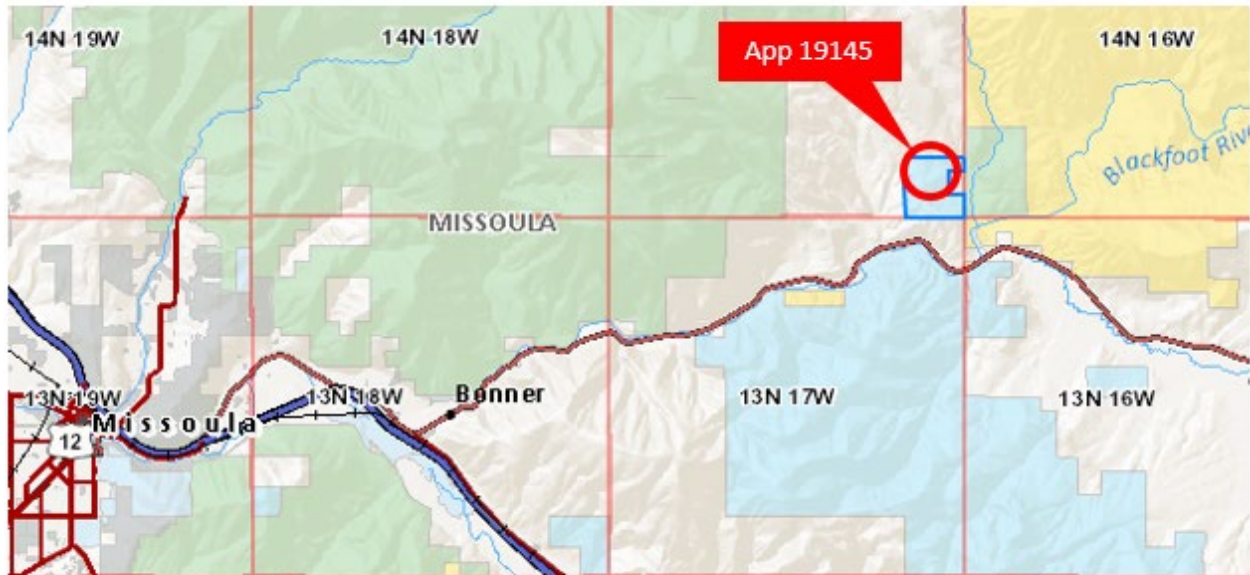 14N 19W
14N 18W
App 19145
14N 16W
Blackfoot Rive
MISSOULA
13N 19W
Missoula
12
13N 18W
Bonner
13N 17W
13N 16W